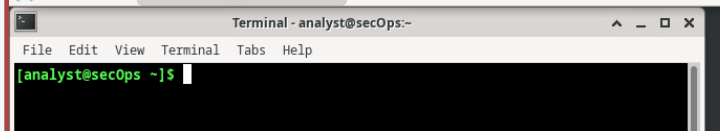 Terminal - analyst@secOps:~
File Edit View Terminal Tabs Help
[analyst@secOps ~]$